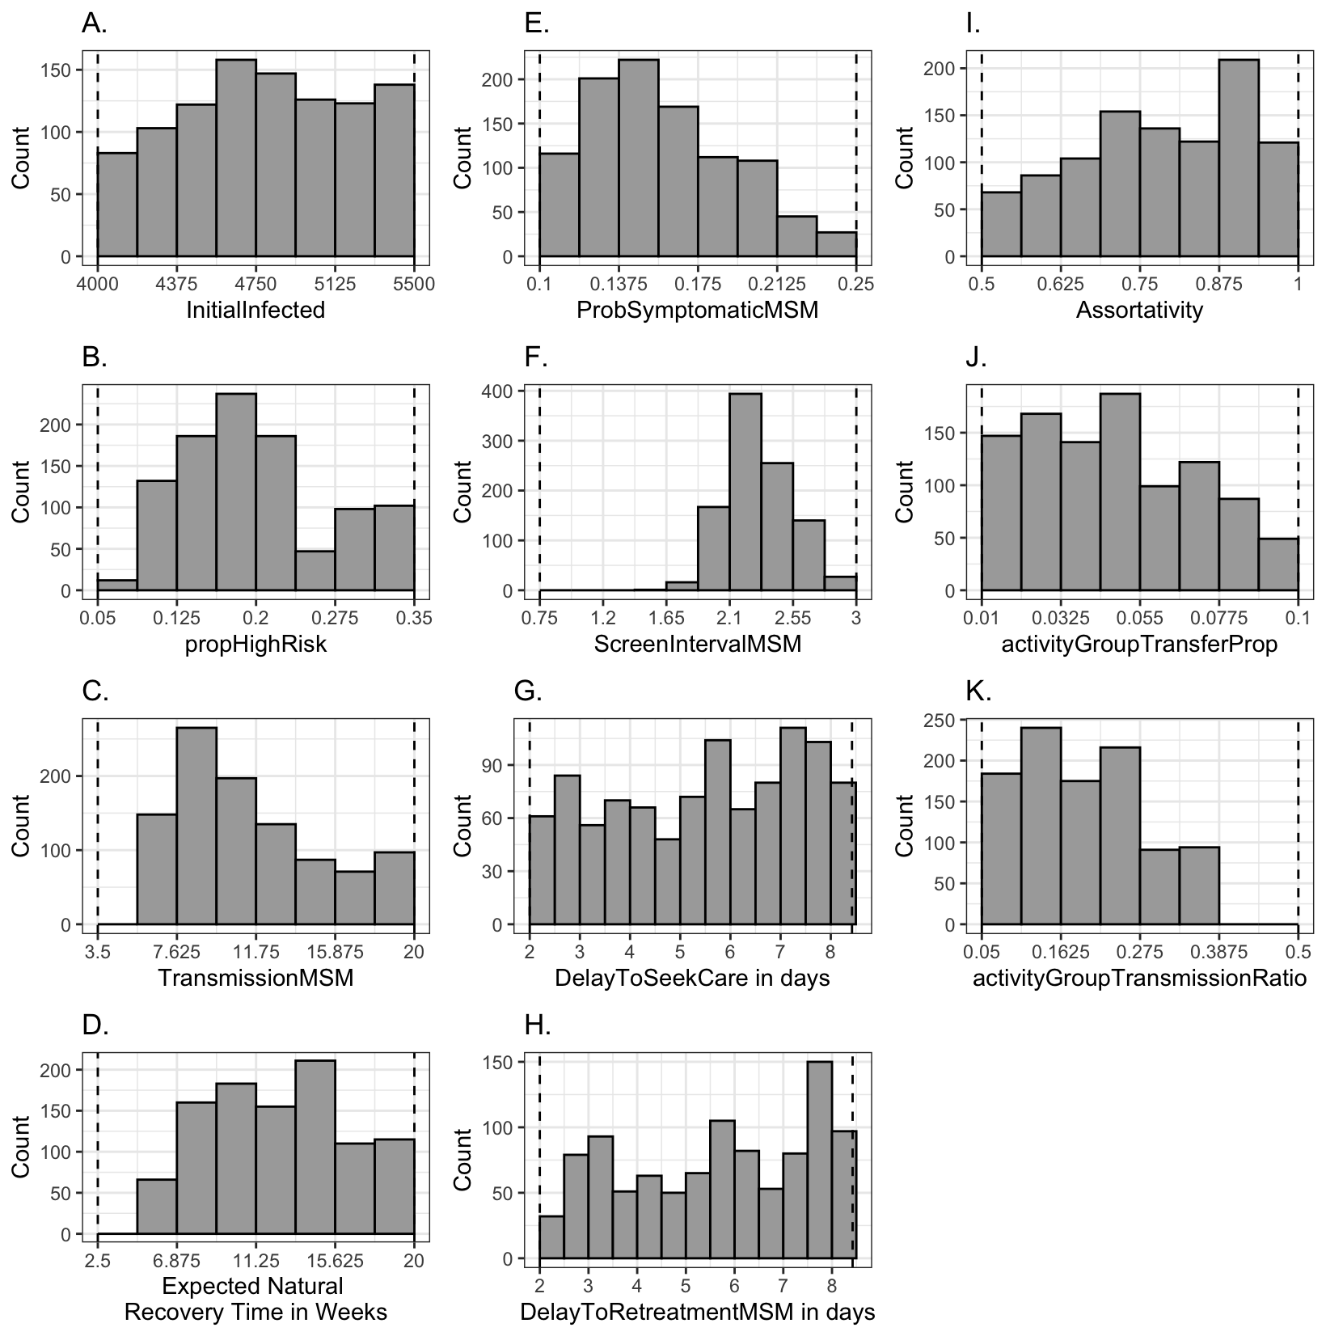 A.
Count
150
100
50
0
4000 4375 4750 5125 5500
InitialInfected
B.
Count
200
150
100
50
0
0.05 0.125 0.2 0.275 0.35
propHighRisk
C.
Count
200
100
0
3.5 7.625 11.75 15.875 20
TransmissionMSM
D.
Count
200
150
100
50
0
2.5 6.875 11.25 15.625 20
Expected Natural
Recovery Time in Weeks
E.
Count
200
150
100
50
0
0.1 0.1375 0.175 0.2125 0.25
ProbSymptomaticMSM
F.
Count
400
300
200
100
0
0.75 1.2 1.65 2.1 2.55 3
ScreenIntervalMSM
G.
Count
90
60
30
0
2 3 4 5 6 7 8
DelayToSeekCare in days
H.
Count
150
100
50
0
2 3 4 5 6 7 8
DelayToRetreatmentMSM in days
I.
Count
200
150
100
50
0
0.5 0.625 0.75 0.875 1
Assortativity
J.
Count
150
100
50
0
0.01 0.0325 0.055 0.0775 0.1
activityGroupTransferProp
K.
Count
250
200
150
100
50
0
0.05 0.1625 0.275 0.3875 0.5
activityGroupTransmissionRatio